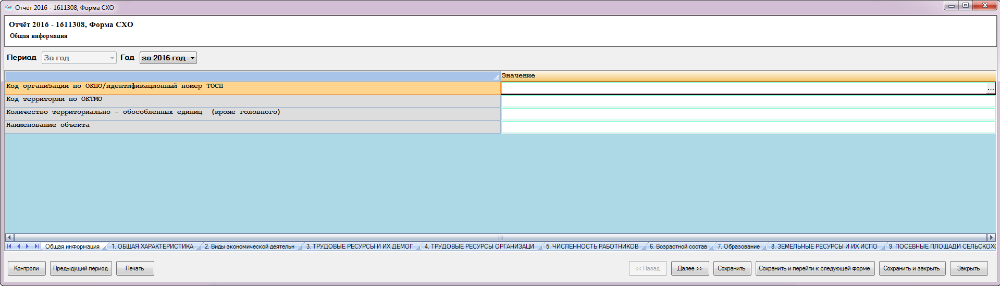 Отчёт 2016 - 1611308, Форма СХО
Отчёт 2016 - 1611308, Форма СХО
Общая информация
Период За год Год за 2016 год
Значение
Код организации по ОКПО/идентификационный номер ТОСП ...
Код территории по ОКТМО
Количество территориально - обособленных единиц (кроме головного)
Наименование объекта
Общая информация 1. ОБЩАЯ ХАРАКТЕРИСТИКА 2. Виды экономической деятельн 3. ТРУДОВЫЕ РЕСУРСЫ И ИХ ДЕМОГ 4. ТРУДОВЫЕ РЕСУРСЫ ОРГАНИЗАЦИ 5. ЧИСЛЕННОСТЬ РАБОТНИКОВ 6. Возрастной состав 7. Образование 8. ЗЕМЕЛЬНЫЕ РЕСУРСЫ И ИХ ИСПО 9. ПОСЕВНЫЕ ПЛОЩАДИ СЕЛЬСКОХО
Контроли Предыдущий период Печать << Назад Далее >> Сохранить Сохранить и перейти к следующей форме Сохранить и закрыть Закрыть